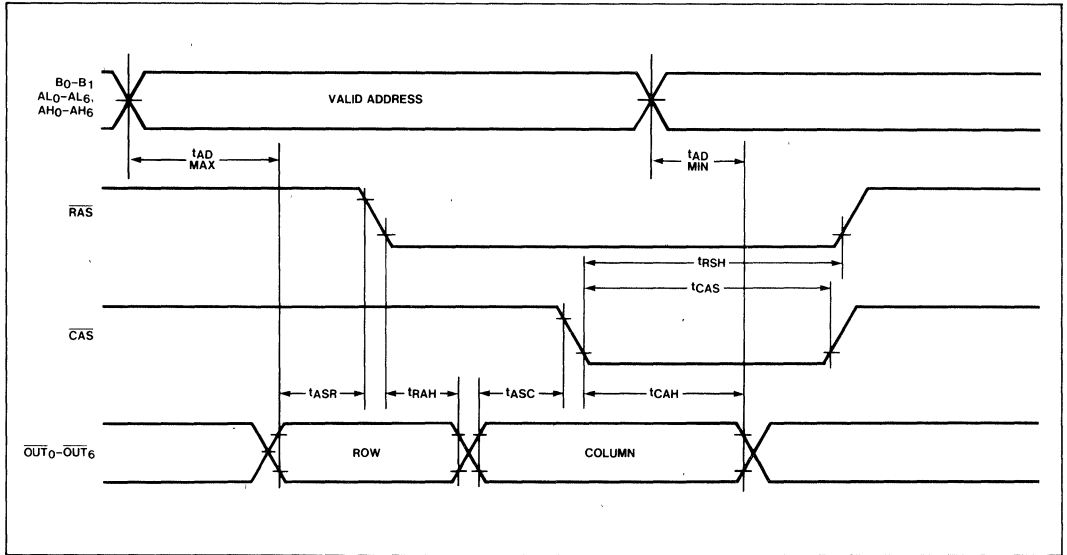 B0–B1
AL0–AL6,
AH0–AH6
VALID ADDRESS
tAD
MAX
tAD
MIN
RAS
tRSH
tCAS
CAS
tASR
tRAH
tASC
tCAH
OUT0–OUT6
ROW
COLUMN